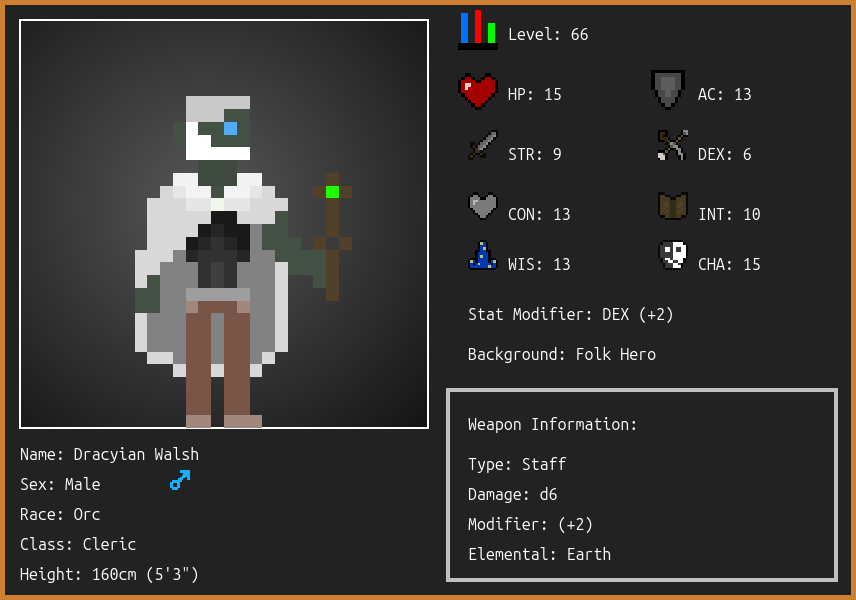 Level: 66
HP: 15
AC: 13
STR: 9
DEX: 6
CON: 13
INT: 10
WIS: 13
CHA: 15
Stat Modifier: DEX (+2)
Background: Folk Hero
Weapon Information:
Type: Staff
Damage: d6
Modifier: (+2)
Elemental: Earth
Name: Dracyian Walsh
Sex: Male
Race: Orc
Class: Cleric
Height: 160cm (5'3")